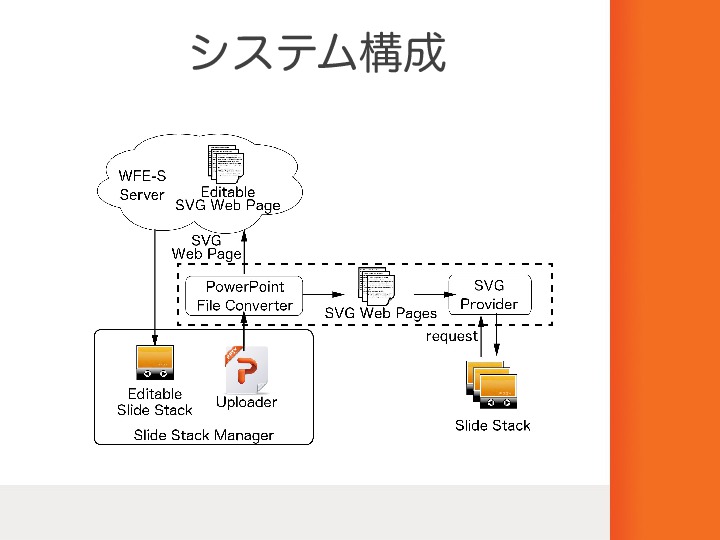 システム構成
WFE-S
Server
Editable
SVG Web Page
SVG
Web Page
PowerPoint
File Converter
SVG Web Pages
SVG
Provider
request
Editable
Slide Stack
P
Uploader
Slide Stack Manager
Slide Stack